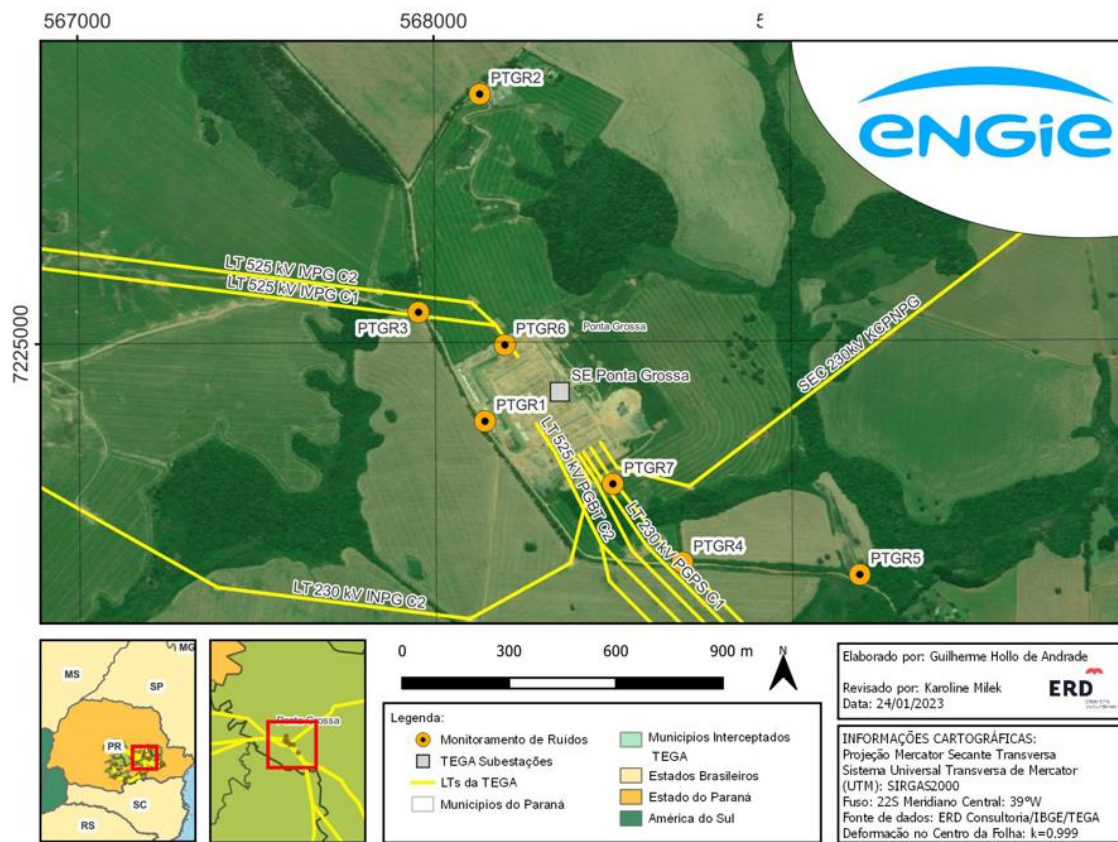 567000
568000
5
7225000
ENGIE
PTGR2
LT 525 kV IVPG C2
LT 525 kV IVPG C1
PTGR3
PTGR6
Ponta Grossa
SEC 230kV KCPNPG
SE Ponta Grossa
PTGR1
LT 525 kV PGBT C2
PTGR7
LT 230 kV PGPS C1
PTGR4
PTGR5
LT 230 kV INPG C2
MS
MG
SP
PR
SC
RS
Ponta Grossa
0 300 600 900 m
N
Legenda:
Monitoramento de Ruídos
TEGA Subestações
LTs da TEGA
Municípios do Paraná
Municípios Interceptados
TEGA
Estados Brasileiros
Estado do Paraná
América do Sul
Elaborado por: Guilherme Hollo de Andrade
Revisado por: Karoline Milek
Data: 24/01/2023
ERD
INFORMAÇÕES CARTOGRÁFICAS:
Projeção Mercator Secante Transversa
Sistema Universal Transversa de Mercator
(UTM): SIRGAS2000
Fuso: 22S Meridiano Central: 39°W
Fonte de dados: ERD Consultoria/IBGE/TEGA
Deformação no Centro da Folha: k=0,999